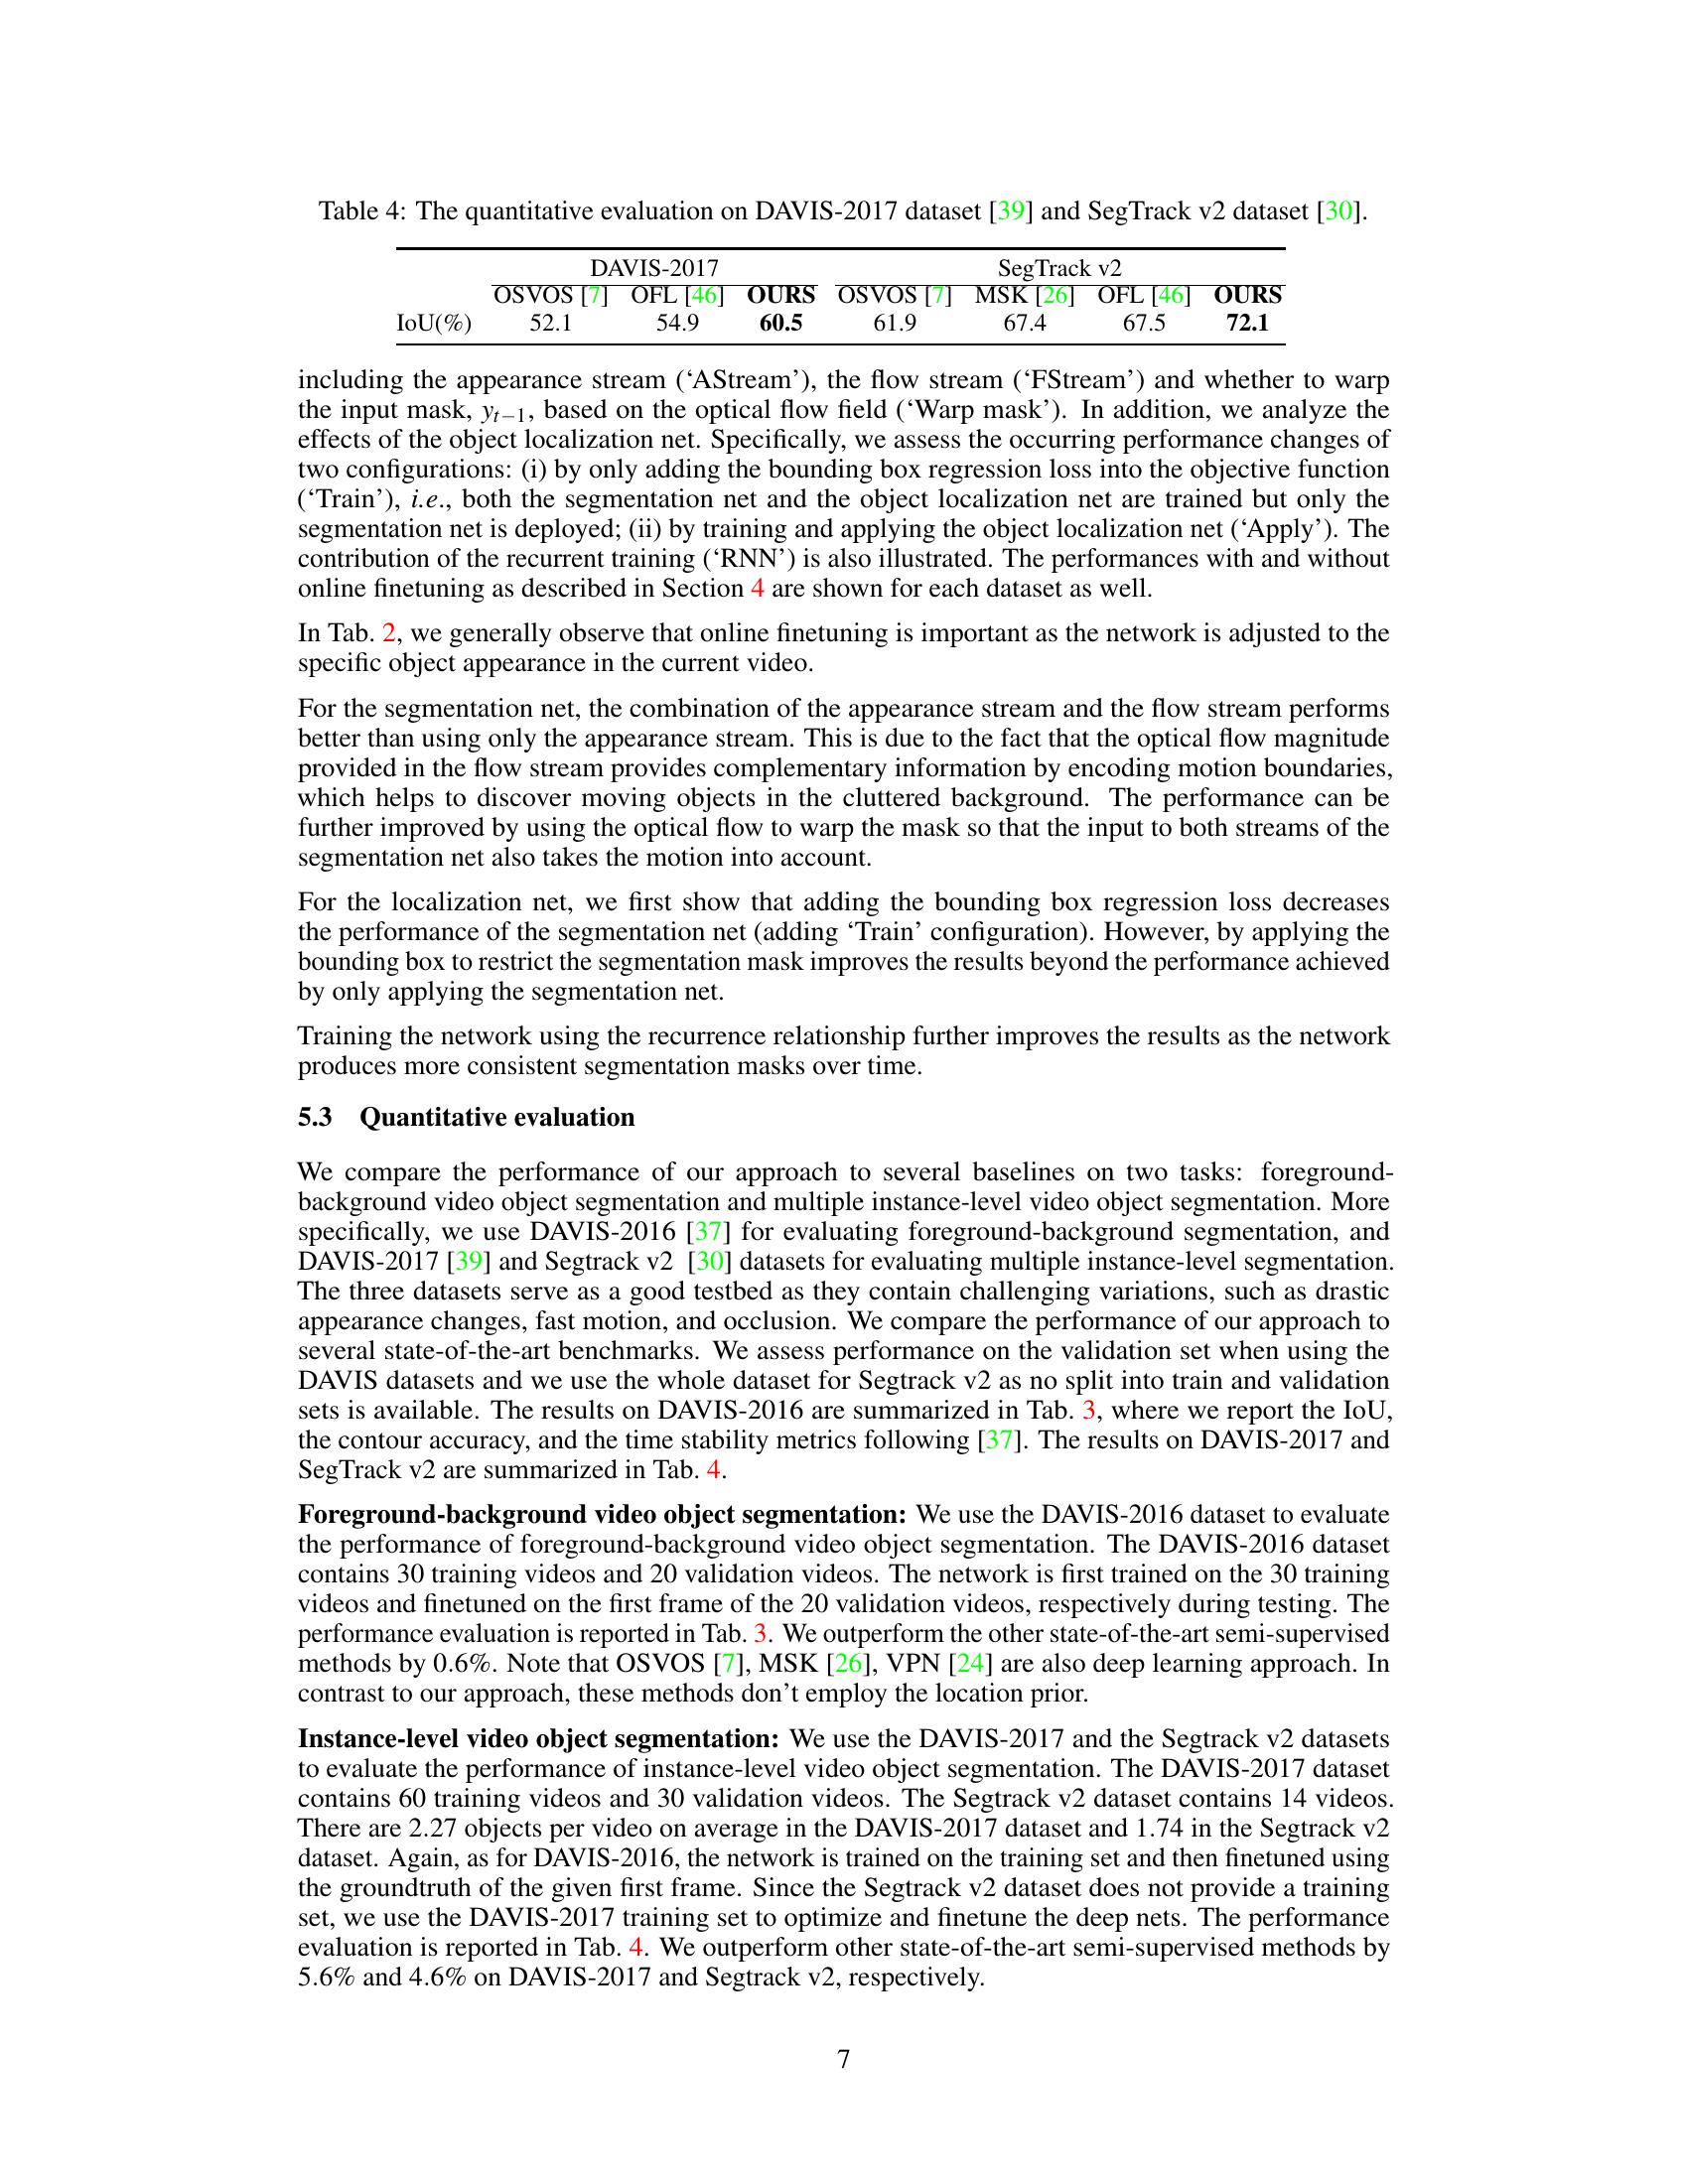 Table 4: The quantitative evaluation on DAVIS-2017 dataset [39] and SegTrack v2 dataset [30].
DAVIS-2017 SegTrack v2
OSVOS [7] OFL [46] OURS OSVOS [7] MSK [26] OFL [46] OURS
IoU(%) 52.1 54.9 60.5 61.9 67.4 67.5 72.1
including the appearance stream (‘AStream’), the flow stream (‘FStream’) and whether to warp
the input mask, yt−1, based on the optical flow field (‘Warp mask’). In addition, we analyze the
effects of the object localization net. Specifically, we assess the occurring performance changes of
two configurations: (i) by only adding the bounding box regression loss into the objective function
(‘Train’), i.e., both the segmentation net and the object localization net are trained but only the
segmentation net is deployed; (ii) by training and applying the object localization net (‘Apply’). The
contribution of the recurrent training (‘RNN’) is also illustrated. The performances with and without
online finetuning as described in Section 4 are shown for each dataset as well.
In Tab. 2, we generally observe that online finetuning is important as the network is adjusted to the
specific object appearance in the current video.
For the segmentation net, the combination of the appearance stream and the flow stream performs
better than using only the appearance stream. This is due to the fact that the optical flow magnitude
provided in the flow stream provides complementary information by encoding motion boundaries,
which helps to discover moving objects in the cluttered background. The performance can be
further improved by using the optical flow to warp the mask so that the input to both streams of the
segmentation net also takes the motion into account.
For the localization net, we first show that adding the bounding box regression loss decreases
the performance of the segmentation net (adding ‘Train’ configuration). However, by applying the
bounding box to restrict the segmentation mask improves the results beyond the performance achieved
by only applying the segmentation net.
Training the network using the recurrence relationship further improves the results as the network
produces more consistent segmentation masks over time.
5.3 Quantitative evaluation
We compare the performance of our approach to several baselines on two tasks: foreground-
background video object segmentation and multiple instance-level video object segmentation. More
specifically, we use DAVIS-2016 [37] for evaluating foreground-background segmentation, and
DAVIS-2017 [39] and Segtrack v2 [30] datasets for evaluating multiple instance-level segmentation.
The three datasets serve as a good testbed as they contain challenging variations, such as drastic
appearance changes, fast motion, and occlusion. We compare the performance of our approach to
several state-of-the-art benchmarks. We assess performance on the validation set when using the
DAVIS datasets and we use the whole dataset for Segtrack v2 as no split into train and validation
sets is available. The results on DAVIS-2016 are summarized in Tab. 3, where we report the IoU,
the contour accuracy, and the time stability metrics following [37]. The results on DAVIS-2017 and
SegTrack v2 are summarized in Tab. 4.
Foreground-background video object segmentation: We use the DAVIS-2016 dataset to evaluate
the performance of foreground-background video object segmentation. The DAVIS-2016 dataset
contains 30 training videos and 20 validation videos. The network is first trained on the 30 training
videos and finetuned on the first frame of the 20 validation videos, respectively during testing. The
performance evaluation is reported in Tab. 3. We outperform the other state-of-the-art semi-supervised
methods by 0.6%. Note that OSVOS [7], MSK [26], VPN [24] are also deep learning approach. In
contrast to our approach, these methods don’t employ the location prior.
Instance-level video object segmentation: We use the DAVIS-2017 and the Segtrack v2 datasets
to evaluate the performance of instance-level video object segmentation. The DAVIS-2017 dataset
contains 60 training videos and 30 validation videos. The Segtrack v2 dataset contains 14 videos.
There are 2.27 objects per video on average in the DAVIS-2017 dataset and 1.74 in the Segtrack v2
dataset. Again, as for DAVIS-2016, the network is trained on the training set and then finetuned using
the groundtruth of the given first frame. Since the Segtrack v2 dataset does not provide a training
set, we use the DAVIS-2017 training set to optimize and finetune the deep nets. The performance
evaluation is reported in Tab. 4. We outperform other state-of-the-art semi-supervised methods by
5.6% and 4.6% on DAVIS-2017 and Segtrack v2, respectively.
7